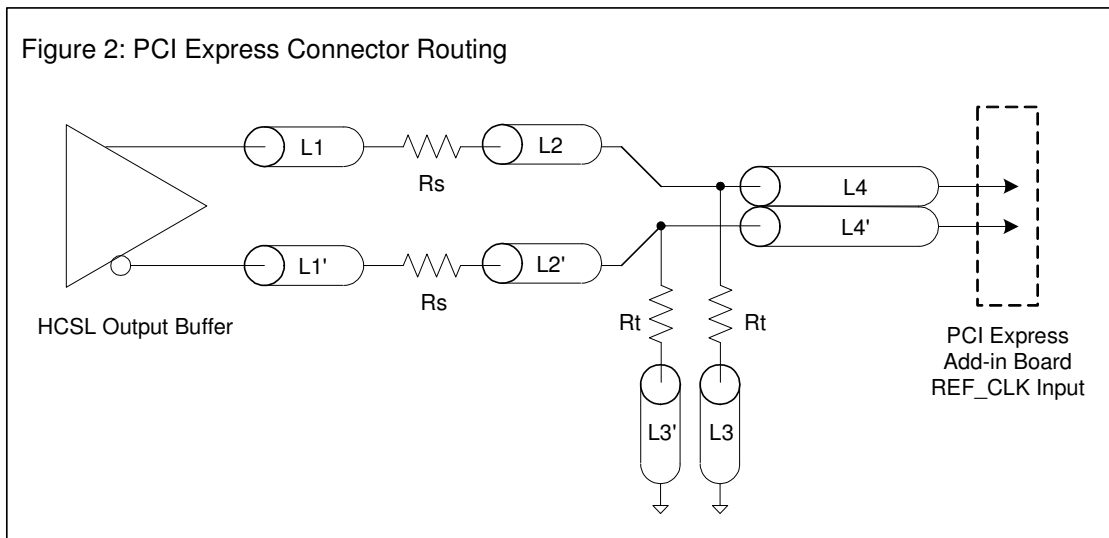 Figure 2: PCI Express Connector Routing
L1
Rs
L2
L4
L4'
L1'
Rs
L2'
HCSL Output Buffer
Rt
Rt
L3'
L3
PCI Express
Add-in Board
REF_CLK Input